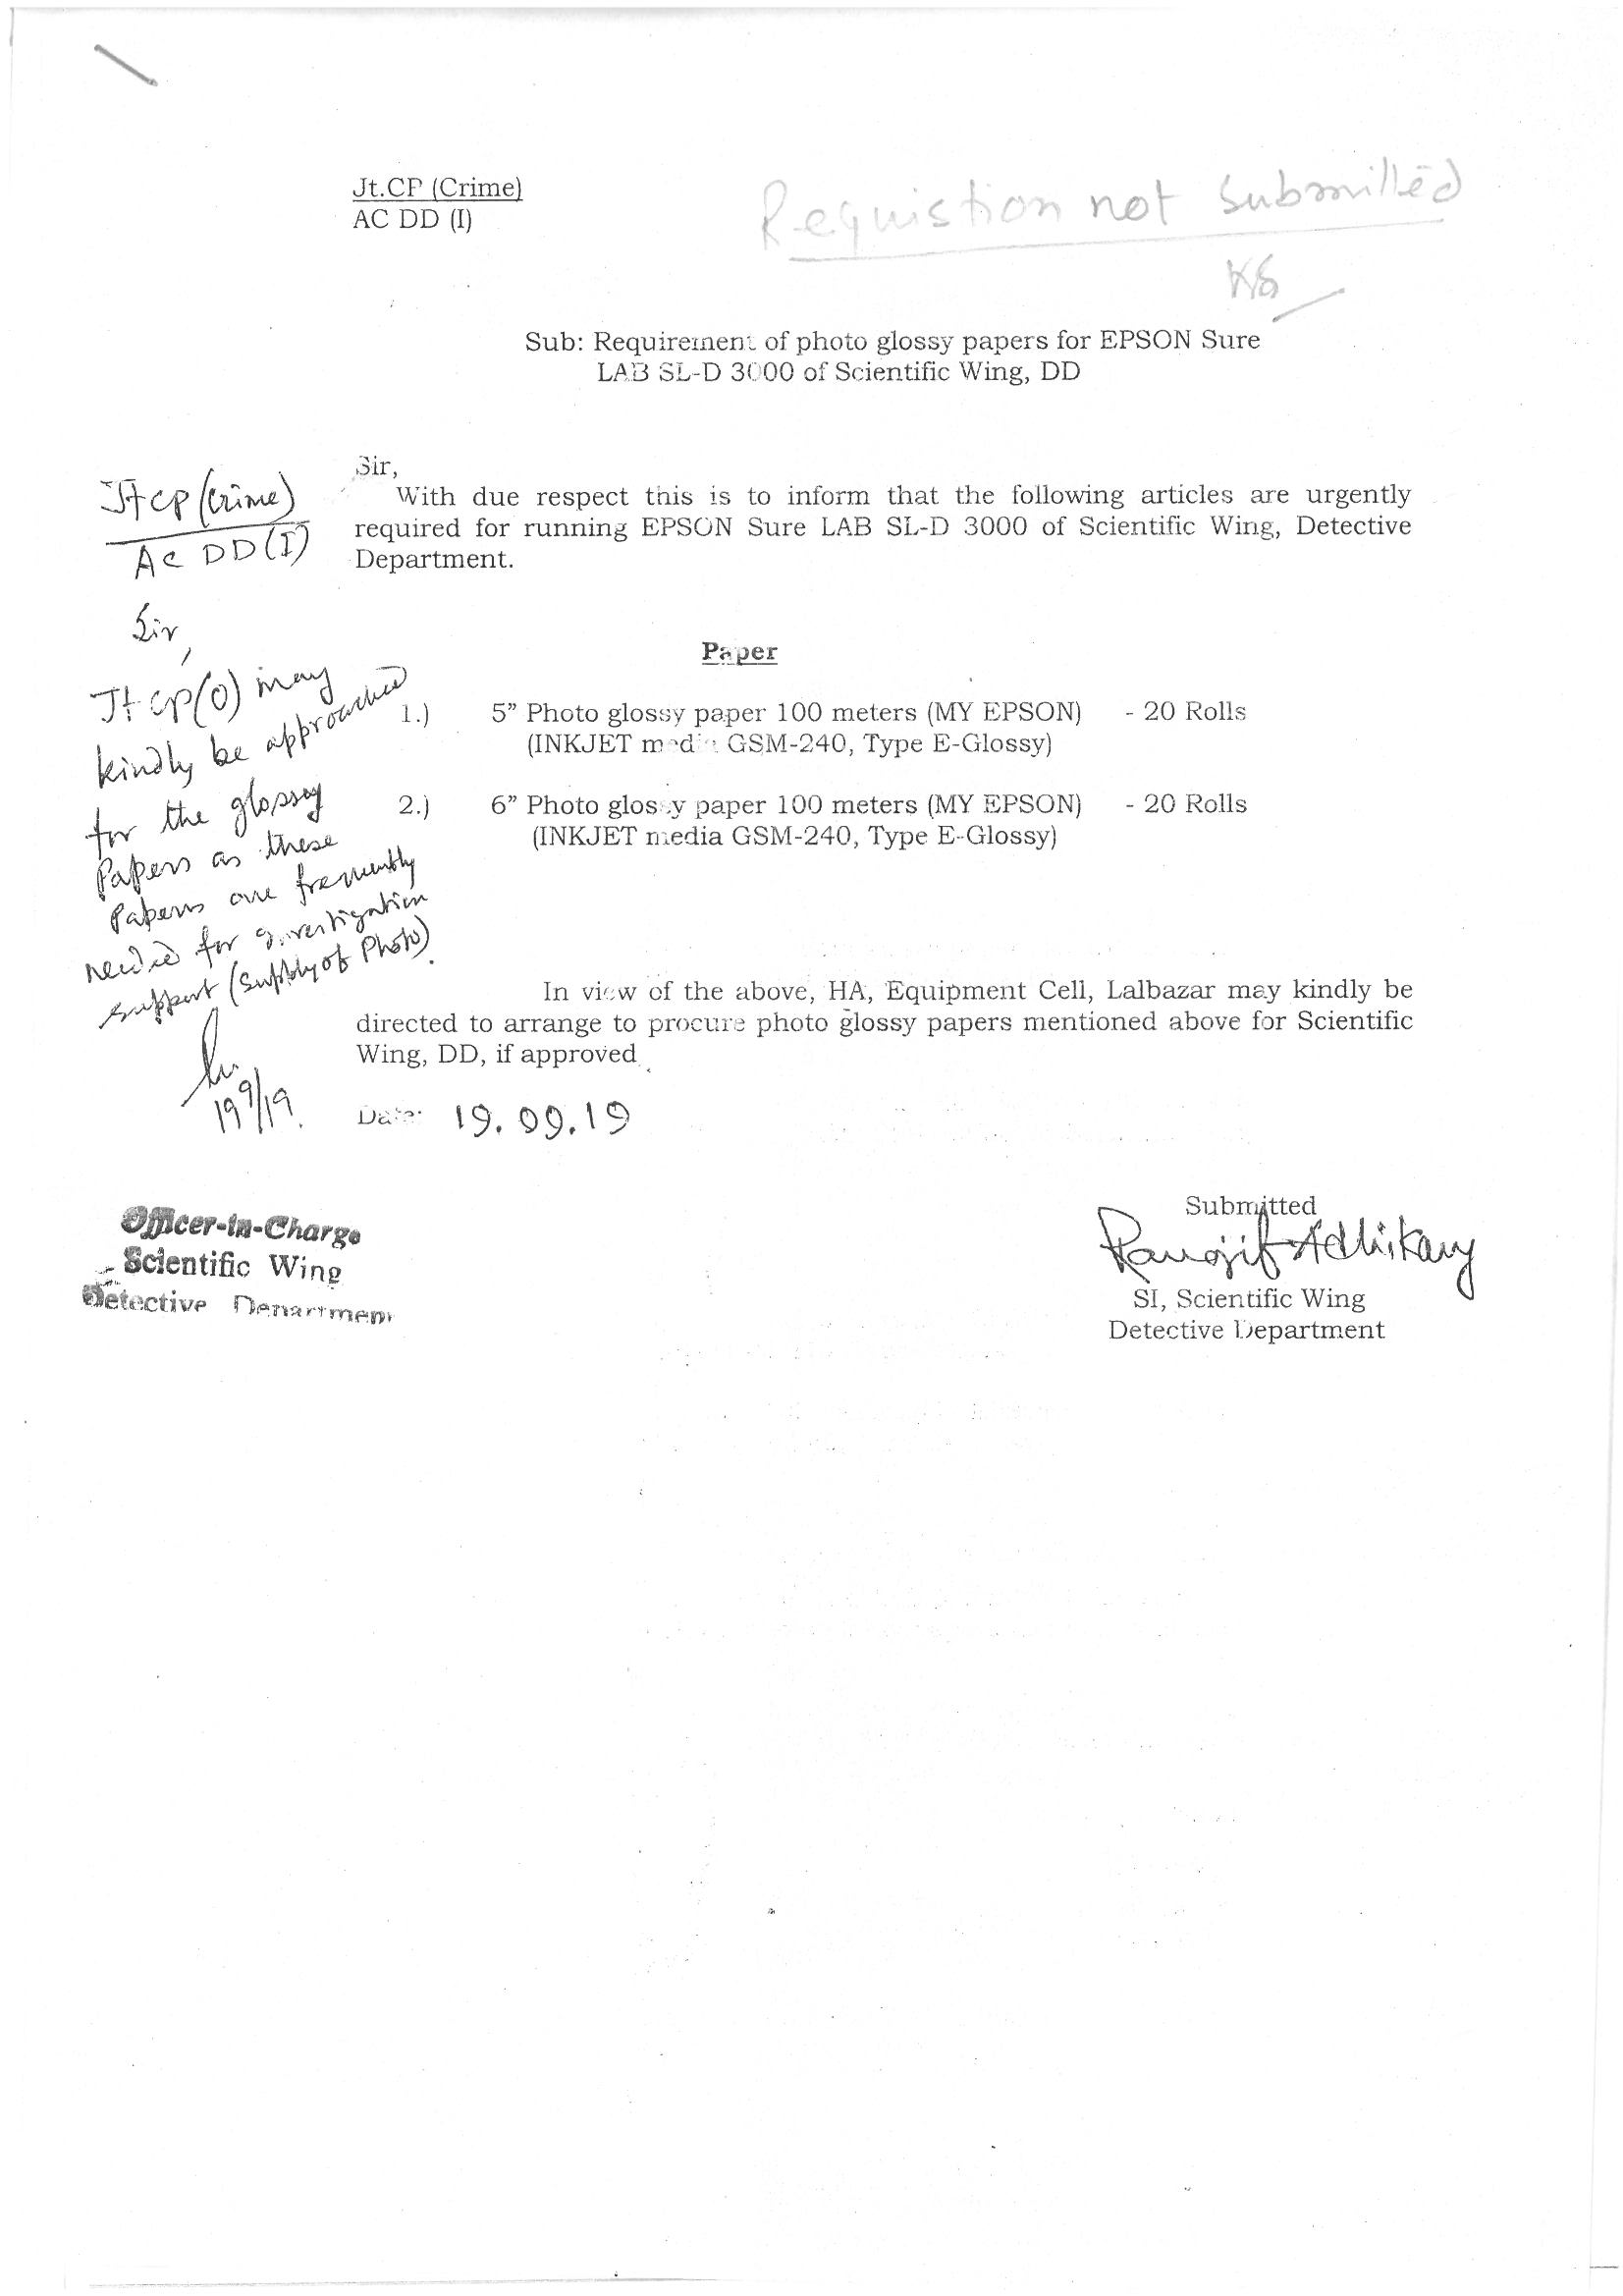 Jt.CP (Crime)
AC DD (I)
Requistion not Submitted
KS
Sub: Requirement of photo glossy papers for EPSON Sure
LAB SL-D 3000 of Scientific Wing, DD
Sir,
With due respect this is to inform that the following articles are urgently
required for running EPSON Sure LAB SL-D 3000 of Scientific Wing, Detective
Department.
Paper
1.) 5” Photo glossy paper 100 meters (MY EPSON) - 20 Rolls
(INKJET media GSM-240, Type E-Glossy)
2.) 6” Photo glossy paper 100 meters (MY EPSON) - 20 Rolls
(INKJET media GSM-240, Type E-Glossy)
In view of the above, HA, Equipment Cell, Lalbazar may kindly be
directed to arrange to procure photo glossy papers mentioned above for Scientific
Wing, DD, if approved.
Date: 19.09.19
Jt CP (Crime)
AC DD (I)
Sir,
Jt CP(O) may
kindly be approached
for the glossy
Papers as these
Papers are frequently
needed for investigation
support (Supply of Photo).
19/9/19.
Officer-in-Charge
Scientific Wing
Detective Department
Submitted
Ranojit Adhikary
SI, Scientific Wing
Detective Department